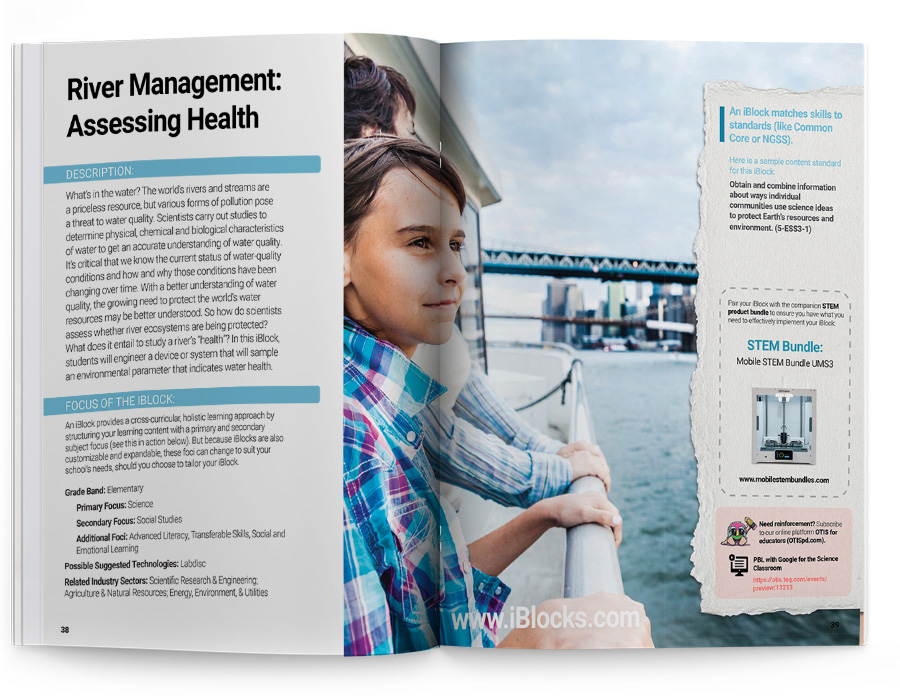 River Management:
Assessing Health
DESCRIPTION:
What's in the water? The world's rivers and streams are
a priceless resource, but various forms of pollution pose
a threat to water quality. Scientists carry out studies to
determine physical, chemical and biological characteristics
of water to get an accurate understanding of water quality.
It's critical that we know the current status of water-quality
conditions and how and why those conditions have been
changing over time. With a better understanding of water
quality, the growing need to protect the world's water
resources may be better understood. So how do scientists
assess whether river ecosystems are being protected?
What does it entail to study a river's "health"? In this iBlock,
students will engineer a device or system that will sample
an environmental parameter that indicates water health.
FOCUS OF THE IBLOCK:
An iBlock provides a cross-curricular, holistic learning approach by
structuring your learning content with a primary and secondary
subject focus (see this in action below). But because iBlocks are also
customizable and expandable, these foci can change to suit your
school's needs, should you choose to tailor your iBlock.
Grade Band: Elementary
Primary Focus: Science
Secondary Focus: Social Studies
Additional Foci: Advanced Literacy, Transferable Skills, Social and
Emotional Learning
Possible Suggested Technologies: Labdisc
Related Industry Sectors: Scientific Research & Engineering;
Agriculture & Natural Resources; Energy, Environment, & Utilities
38
An iBlock matches skills to
standards (like Common
Core or NGSS).
Here is a sample content standard
for this iBlock:
Obtain and combine information
about ways individual
communities use science ideas
to protect Earth's resources and
environment. (5-ESS3-1)
Pair your iBlock with the companion STEM
product bundle to ensure you have what you
need to effectively implement your iBlock:
STEM Bundle:
Mobile STEM Bundle UMS3
www.mobilestembundles.com
Need reinforcement? Subscribe
to our online platform OTIS for
educators (OTISpd.com).
PBL with Google for the Science
Classroom
https://otis.teq.com/events/
preview/13213
www.iBlocks.com
39